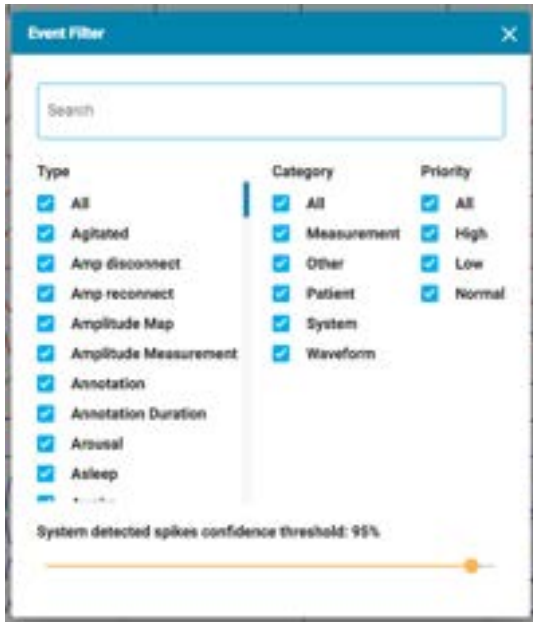 Event Filter
Search
Type
All
Agitated
Amp disconnect
Amp reconnect
Amplitude Map
Amplitude Measurement
Annotation
Annotation Duration
Arousal
Asleep
Category
All
Measurement
Other
Patient
System
Waveform
Priority
All
High
Low
Normal
System detected spikes confidence threshold: 95%